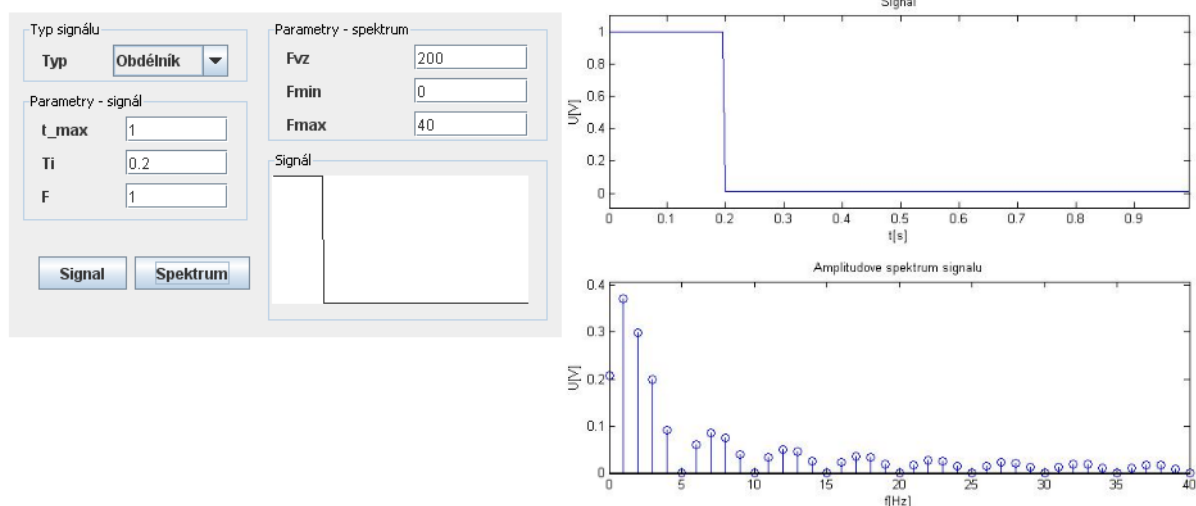 Typ signálu
Typ Obdélník
Parametry - signál
t_max 1
Ti 0.2
F 1
Signal Spektrum
Parametry - spektrum
Fvz 200
Fmin 0
Fmax 40
Signál
Signal
1
0.8
0.6
0.4
0.2
0
U[V]
0 0.1 0.2 0.3 0.4 0.5 0.6 0.7 0.8 0.9
t[s]
Amplitudove spektrum signalu
0.4
0.3
0.2
0.1
0
U[V]
0 5 10 15 20 25 30 35 40
f[Hz]